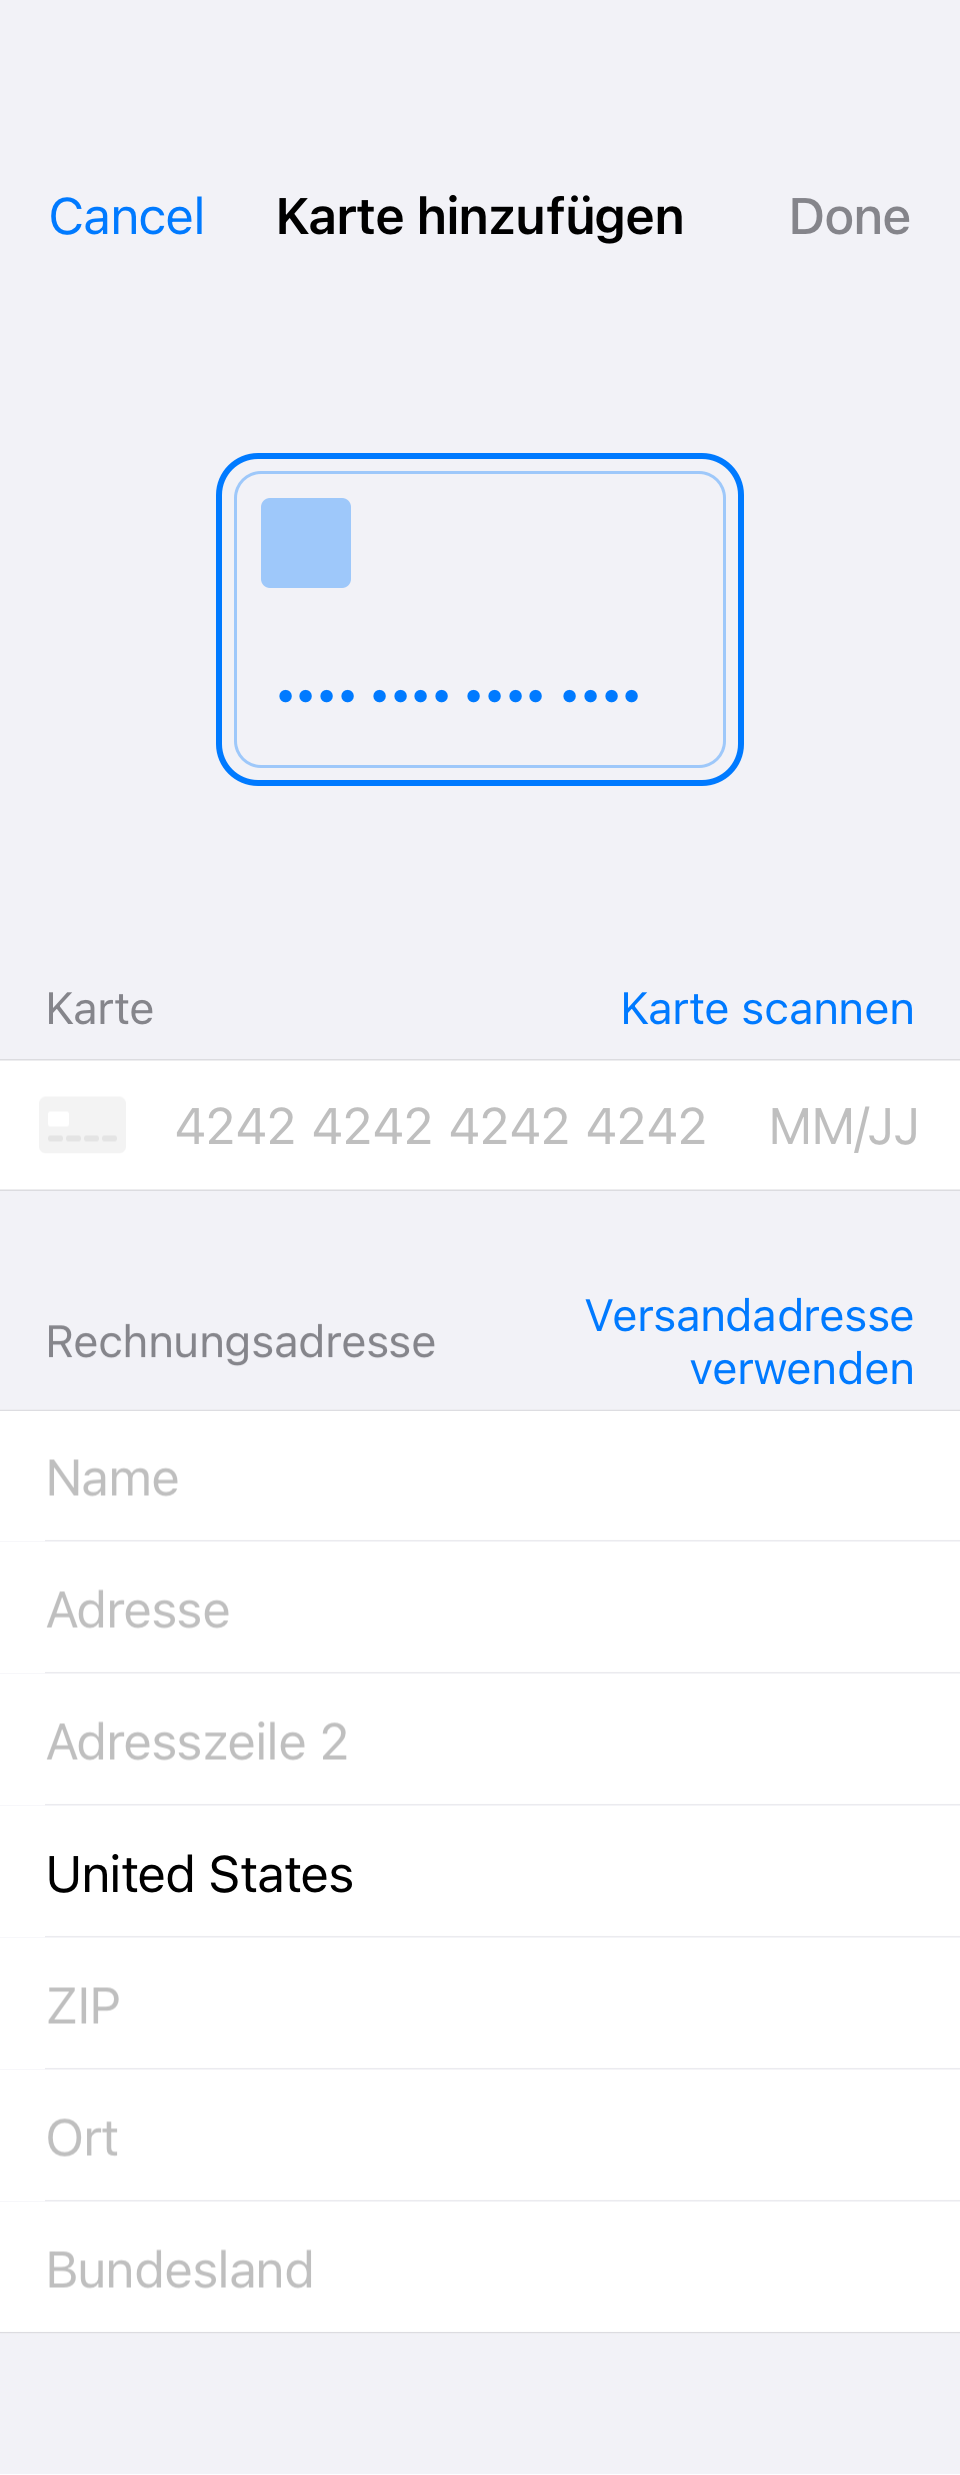 Cancel Karte hinzufügen Done
•••• •••• •••• ••••
Karte Karte scannen
4242 4242 4242 4242 MM/JJ
Rechnungsadresse Versandadresse
verwenden
Name
Adresse
Adresszeile 2
United States
ZIP
Ort
Bundesland